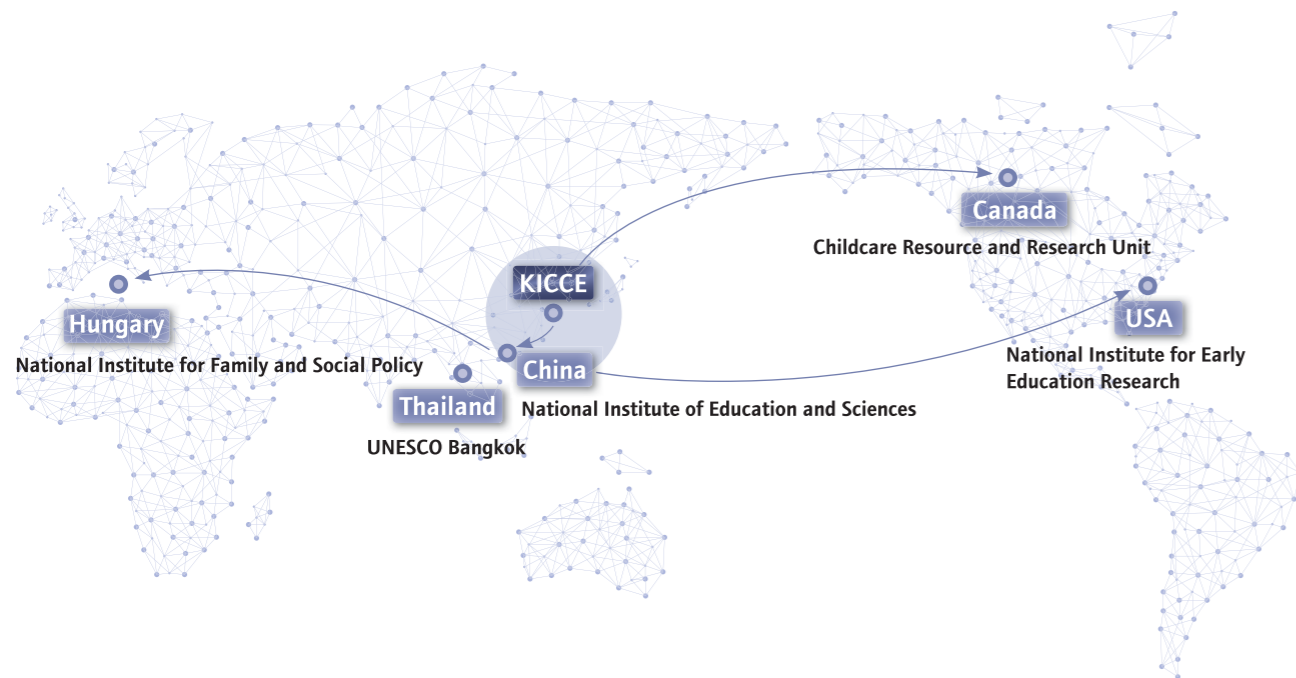 Canada
Childcare Resource and Research Unit
KICCE
USA
National Institute for Early
Education Research
Hungary
National Institute for Family and Social Policy
China
National Institute of Education and Sciences
Thailand
UNESCO Bangkok